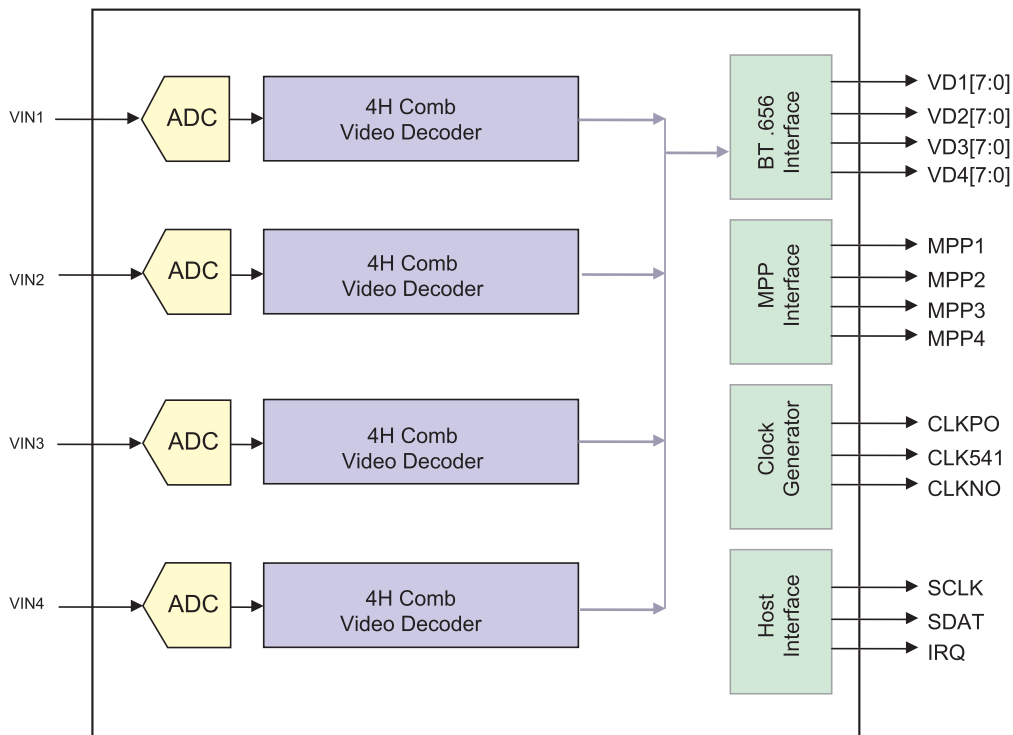 VIN1
ADC
4H Comb
Video Decoder
BT .656
Interface
VD1[7:0]
VD2[7:0]
VD3[7:0]
VD4[7:0]
VIN2
ADC
4H Comb
Video Decoder
MPP
Interface
MPP1
MPP2
MPP3
MPP4
VIN3
ADC
4H Comb
Video Decoder
Clock
Generator
CLKPO
CLK541
CLKNO
VIN4
ADC
4H Comb
Video Decoder
Host
Interface
SCLK
SDAT
IRQ